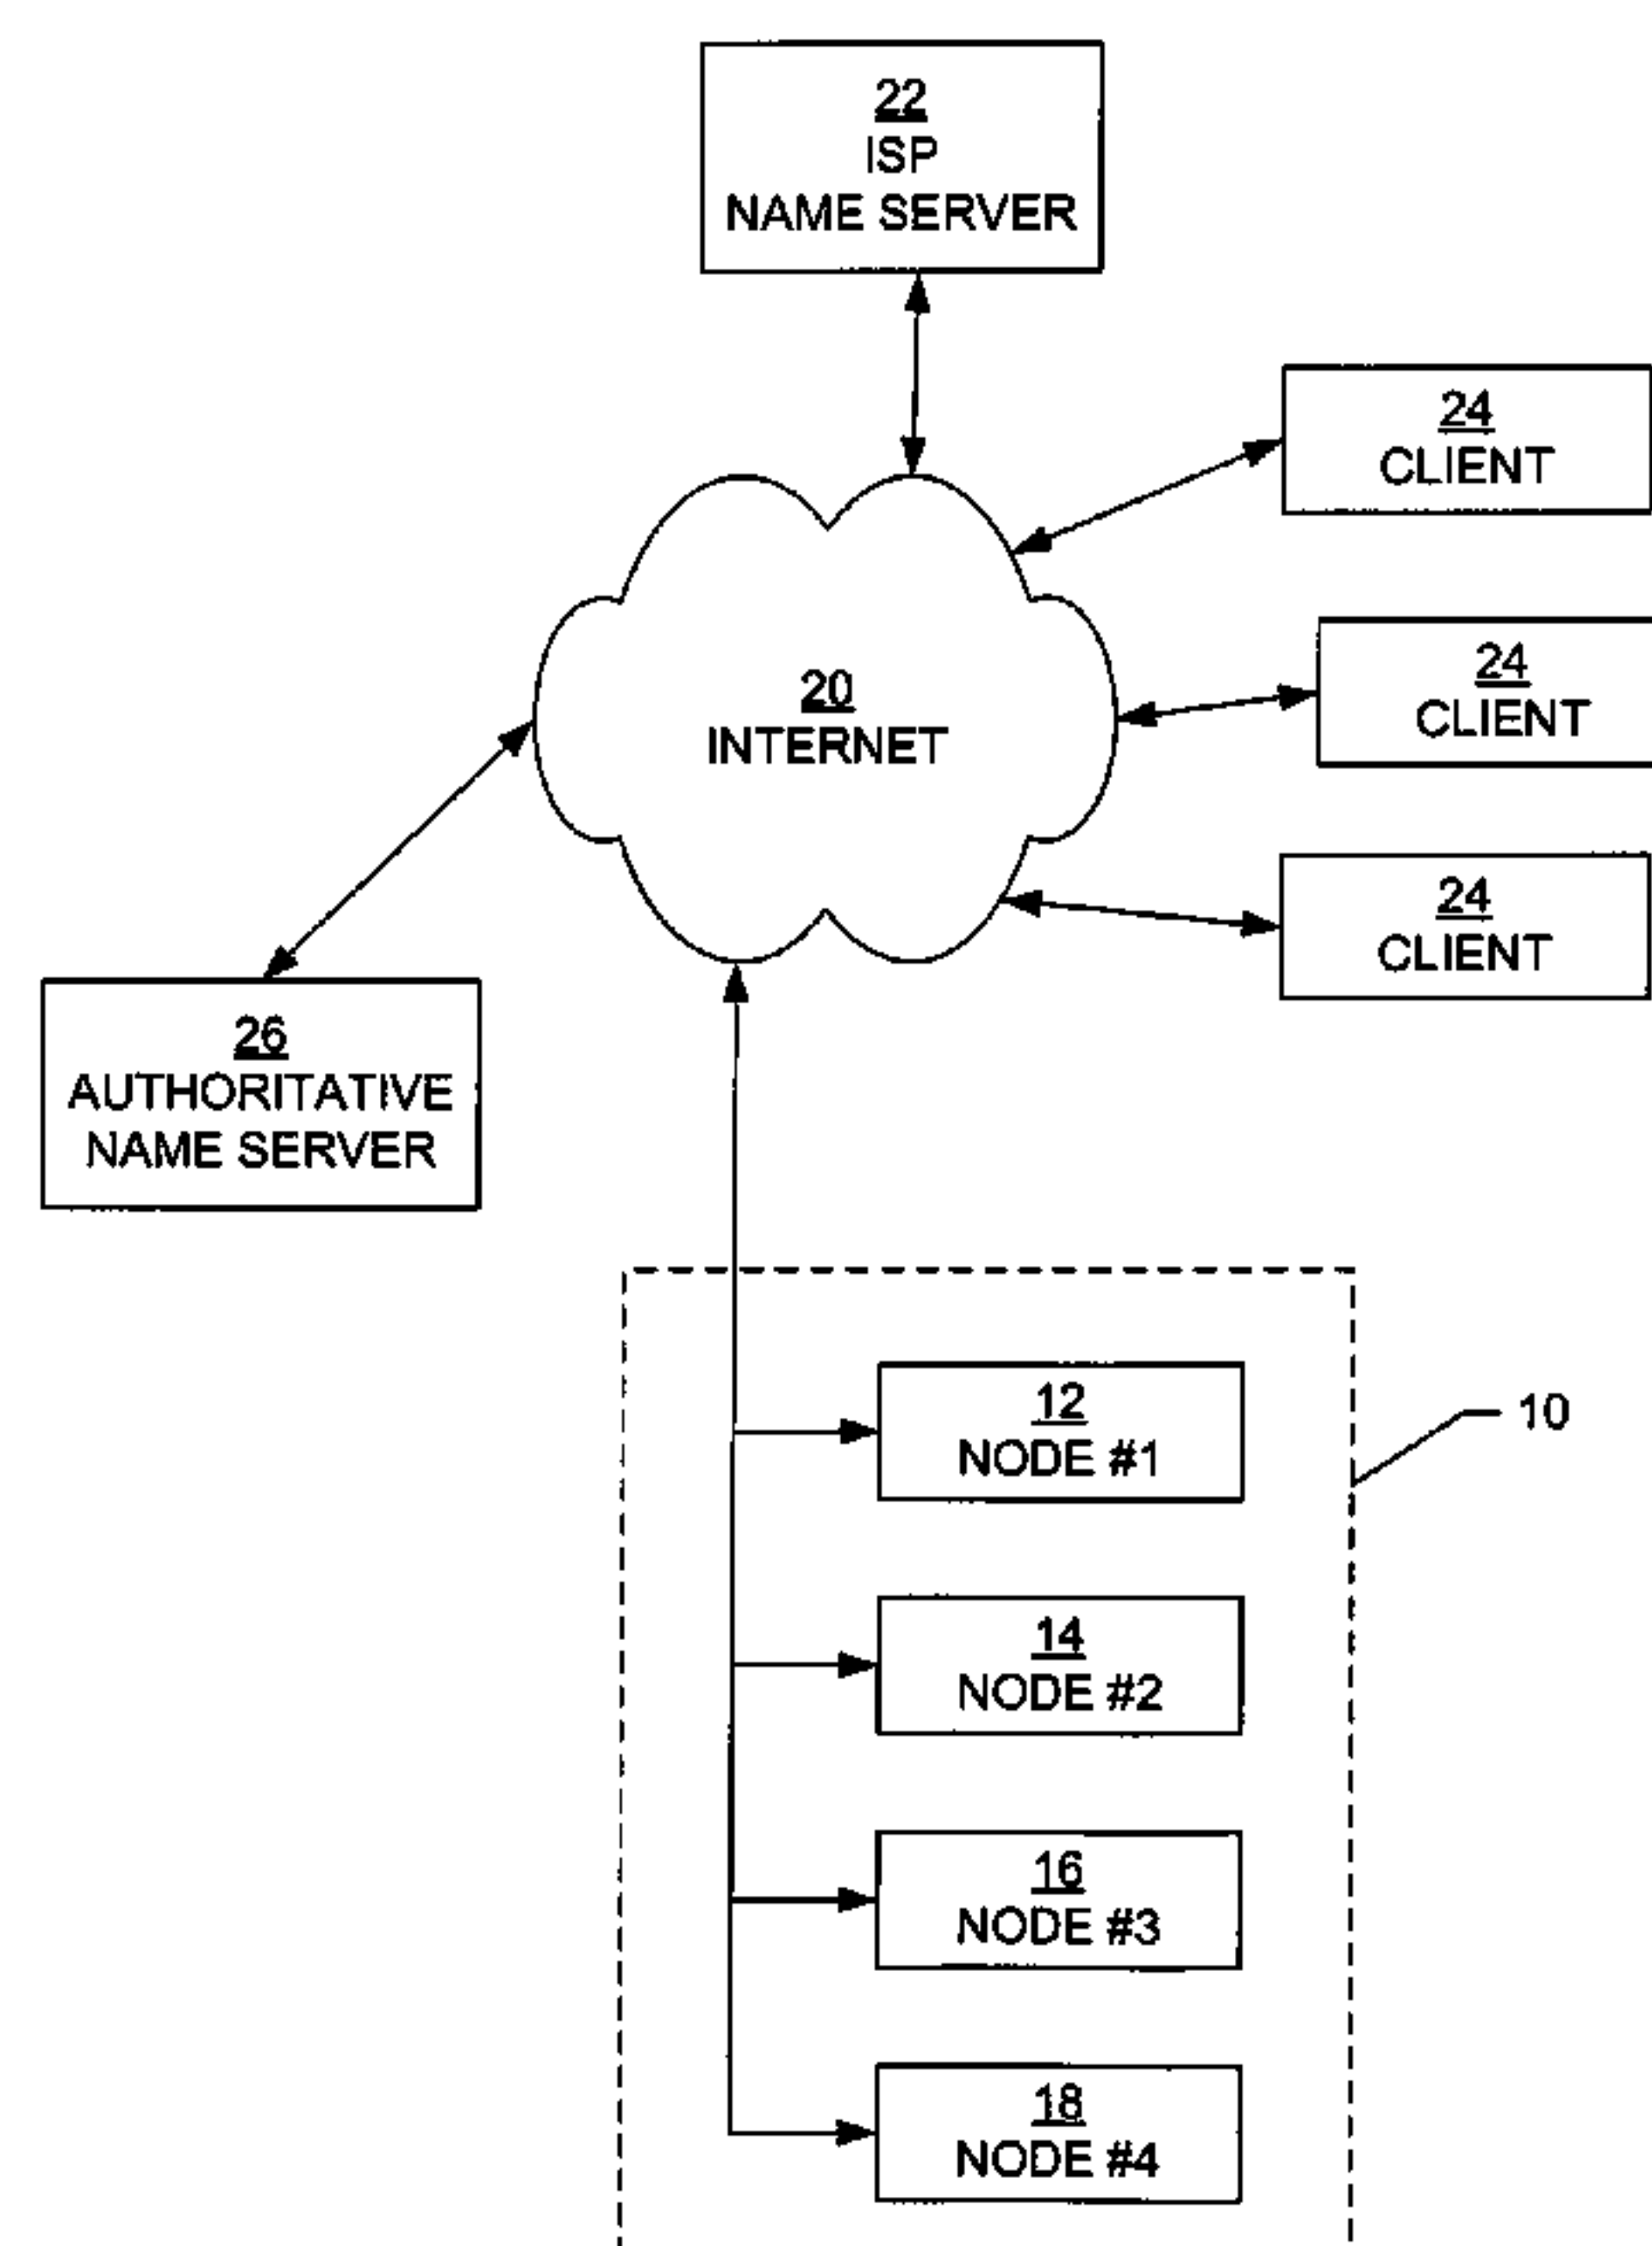 22
ISP
NAME SERVER
24
CLIENT
24
CLIENT
20
INTERNET
24
CLIENT
26
AUTHORITATIVE
NAME SERVER
12
NODE #1
10
14
NODE #2
16
NODE #3
18
NODE #4